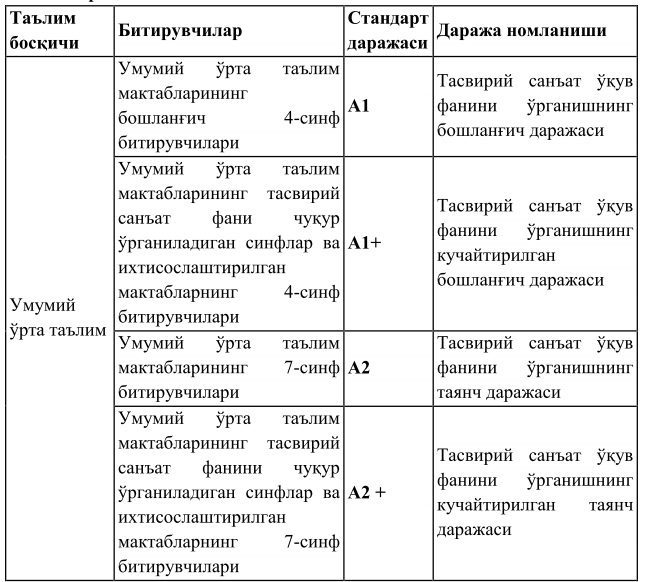 Таълим босқичи
Битирувчилар
Стандарт даражаси
Даража номланиши
Умумий ўрта таълим
Умумий ўрта таълим
мактабларининг
бошланғич 4-синф
битирувчилари
А1
Тасвирий санъат ўқув
фанини ўрганишнинг
бошланғич даражаси
Умумий ўрта таълим
мактабларининг тасвирий
санъат фани чуқур
ўрганиладиган синфлар ва
ихтисослаштирилган
мактабларнинг 4-синф
битирувчилари
А1+
Тасвирий санъат ўқув
фанини ўрганишнинг
кучайтирилган
бошланғич даражаси
Умумий ўрта таълим
мактабларининг 7-синф
битирувчилари
А2
Тасвирий санъат ўқув
фанини ўрганишнинг
таянч даражаси
Умумий ўрта таълим
мактабларининг тасвирий
санъат фанини чуқур
ўрганиладиган синфлар ва
ихтисослаштирилган
мактабларнинг 7-синф
битирувчилари
А2 +
Тасвирий санъат ўқув
фанини ўрганишнинг
кучайтирилган таянч
даражаси